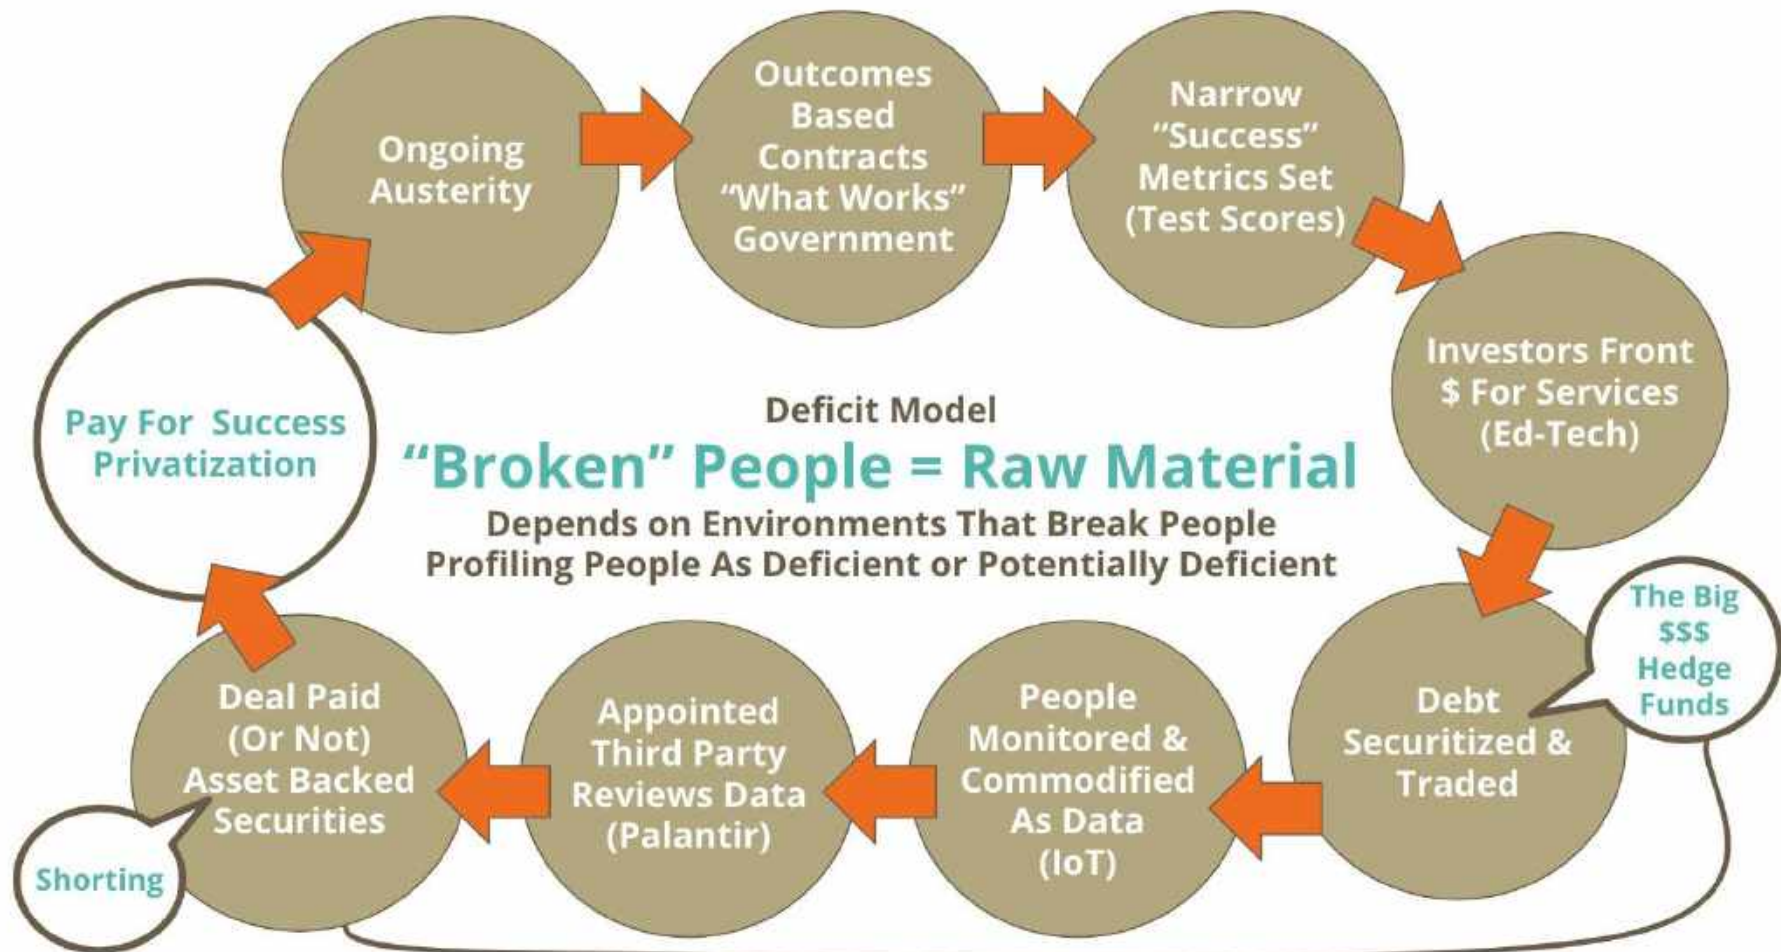 Ongoing
Austerity
Outcomes
Based
Contracts
“What Works”
Government
Narrow
“Success”
Metrics Set
(Test Scores)
Investors Front
$ For Services
(Ed-Tech)
The Big
$$$
Hedge
Funds
Debt
Securitized &
Traded
People
Monitored &
Commodified
As Data
(IoT)
Appointed
Third Party
Reviews Data
(Palantir)
Deal Paid
(Or Not)
Asset Backed
Securities
Shorting
Pay For Success
Privatization
Deficit Model
“Broken” People = Raw Material
Depends on Environments That Break People
Profiling People As Deficient or Potentially Deficient